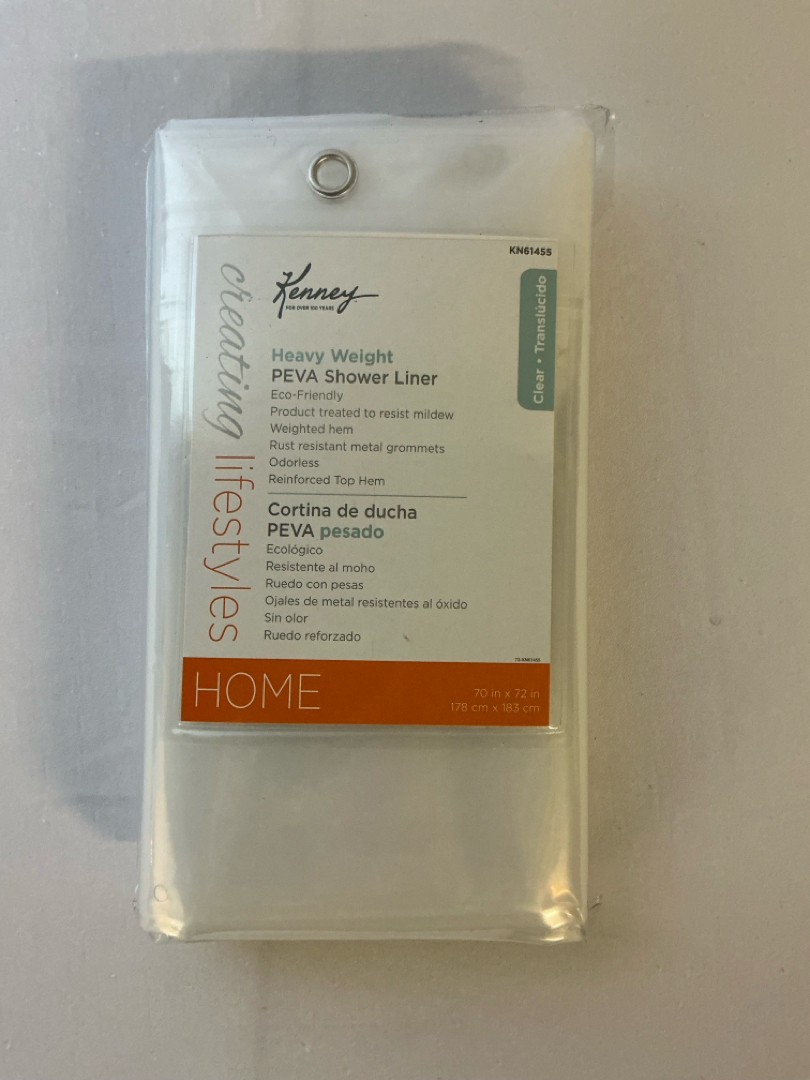 KN61455
Kenney
FOR OVER 100 YEARS
Clear • Translúcido
creating lifestyles
Heavy Weight
PEVA Shower Liner
Eco-Friendly
Product treated to resist mildew
Weighted hem
Rust resistant metal grommets
Odorless
Reinforced Top Hem
Cortina de ducha
PEVA pesado
Ecológico
Resistente al moho
Ruedo con pesas
Ojales de metal resistentes al óxido
Sin olor
Ruedo reforzado
HOME
70 in x 72 in
178 cm x 183 cm